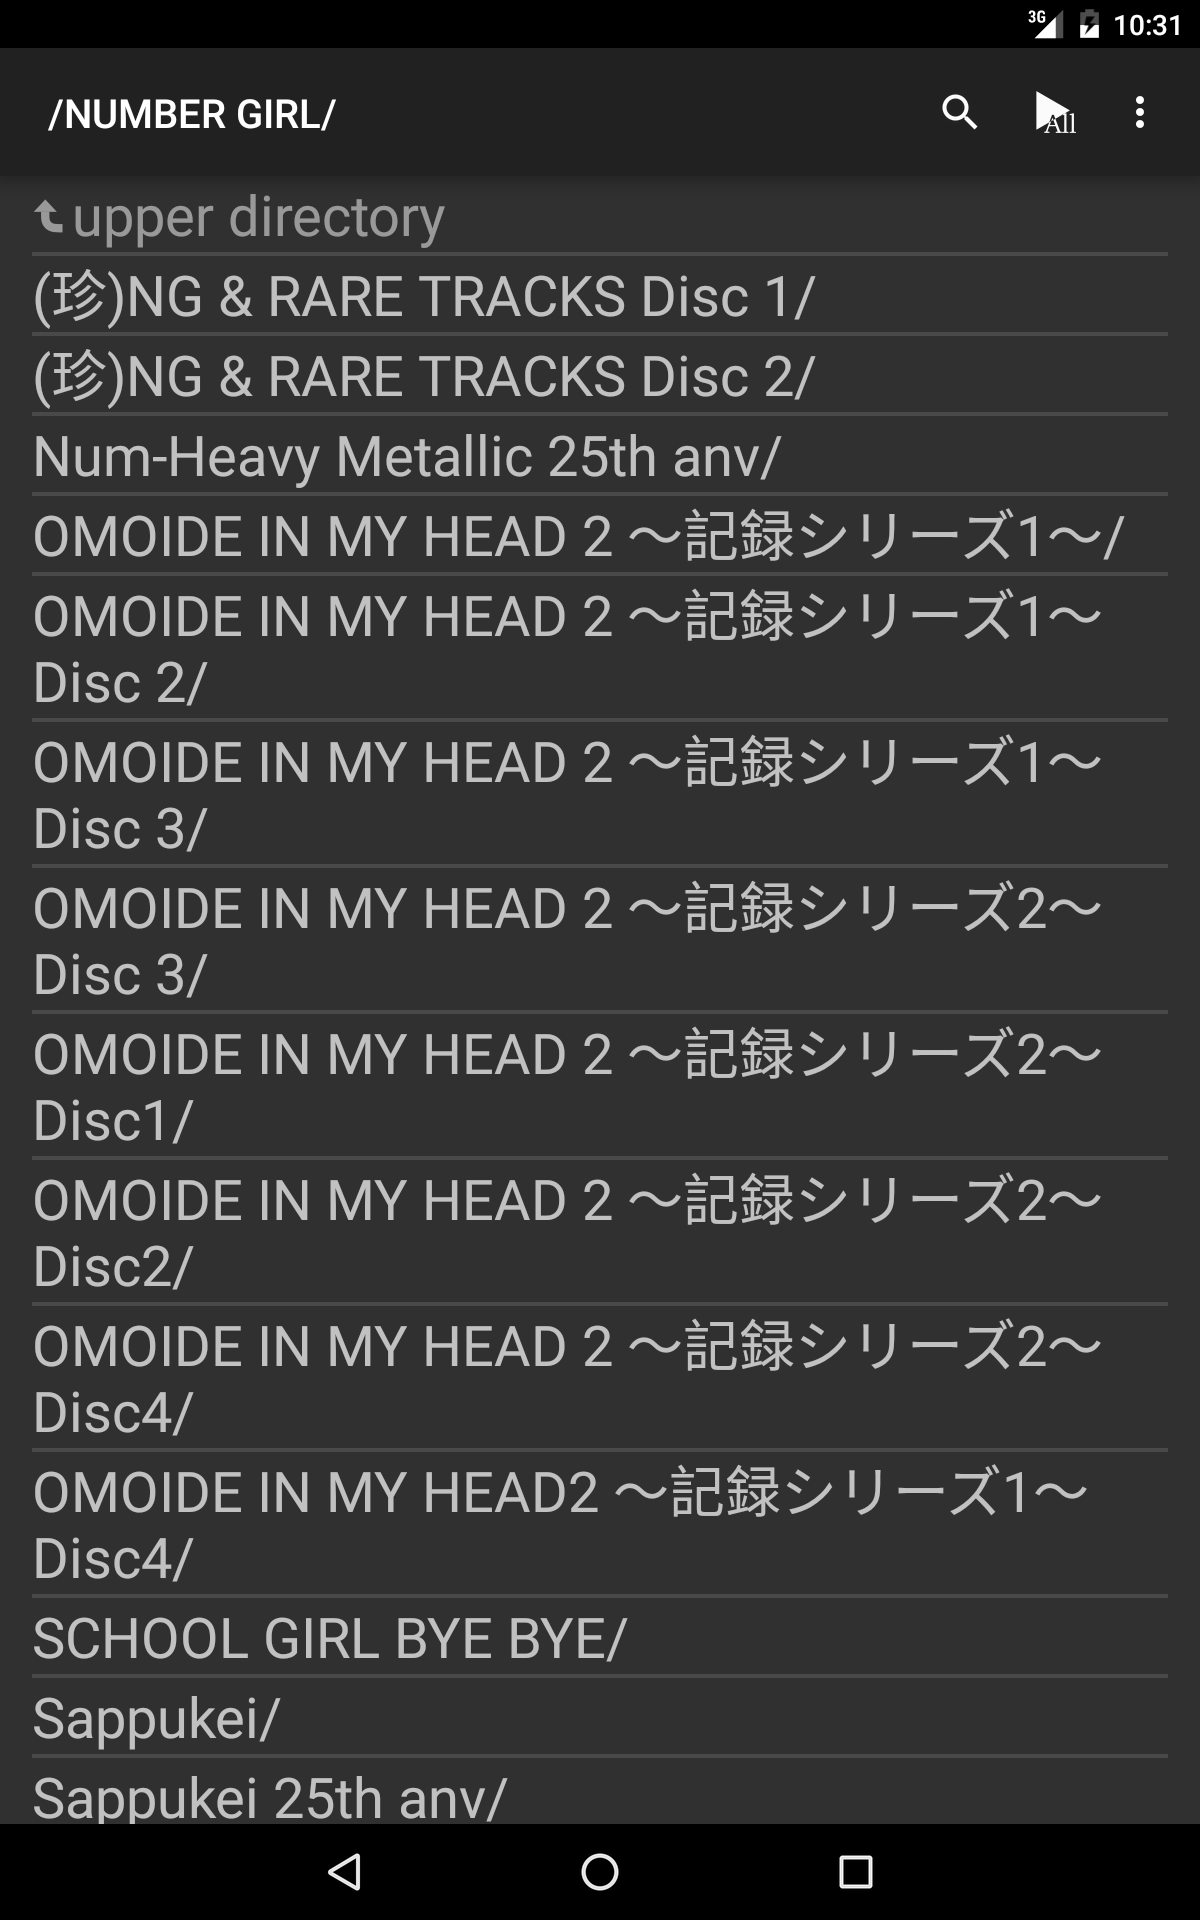 3G 10:31
/NUMBER GIRL/
All
upper directory
(珍)NG & RARE TRACKS Disc 1/
(珍)NG & RARE TRACKS Disc 2/
Num-Heavy Metallic 25th anv/
OMOIDE IN MY HEAD 2 〜記録シリーズ1〜/
OMOIDE IN MY HEAD 2 〜記録シリーズ1〜
Disc 2/
OMOIDE IN MY HEAD 2 〜記録シリーズ1〜
Disc 3/
OMOIDE IN MY HEAD 2 〜記録シリーズ2〜
Disc 3/
OMOIDE IN MY HEAD 2 〜記録シリーズ2〜
Disc1/
OMOIDE IN MY HEAD 2 〜記録シリーズ2〜
Disc2/
OMOIDE IN MY HEAD 2 〜記録シリーズ2〜
Disc4/
OMOIDE IN MY HEAD2 〜記録シリーズ1〜
Disc4/
SCHOOL GIRL BYE BYE/
Sappukei/
Sappukei 25th anv/